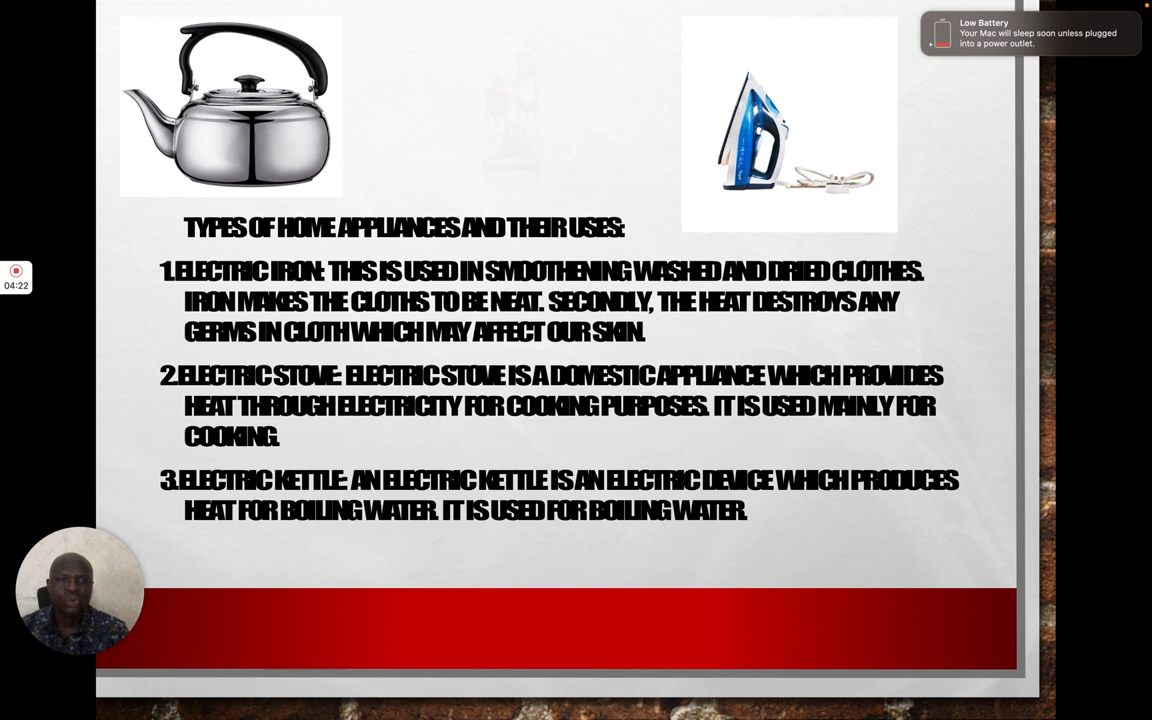 Low Battery
Your Mac will sleep soon unless plugged
into a power outlet.
TYPES OF HOME APPLIANCES AND THEIR USES:
1.ELECTRIC IRON: THIS IS USED IN SMOOTHENING WASHED AND DRIED CLOTHES.
IRON MAKES THE CLOTHS TO BE NEAT. SECONDLY, THE HEAT DESTROYS ANY
GERMS IN CLOTH WHICH MAY AFFECT OUR SKIN.
04:22
2.ELECTRIC STOVE: ELECTRIC STOVE IS A DOMESTIC APPLIANCE WHICH PROVIDES
HEAT THROUGH ELECTRICITY FOR COOKING PURPOSES. IT IS USED MAINLY FOR
COOKING.
3.ELECTRIC KETTLE: AN ELECTRIC KETTLE IS AN ELECTRIC DEVICE WHICH PRODUCES
HEAT FOR BOILING WATER. IT IS USED FOR BOILING WATER.